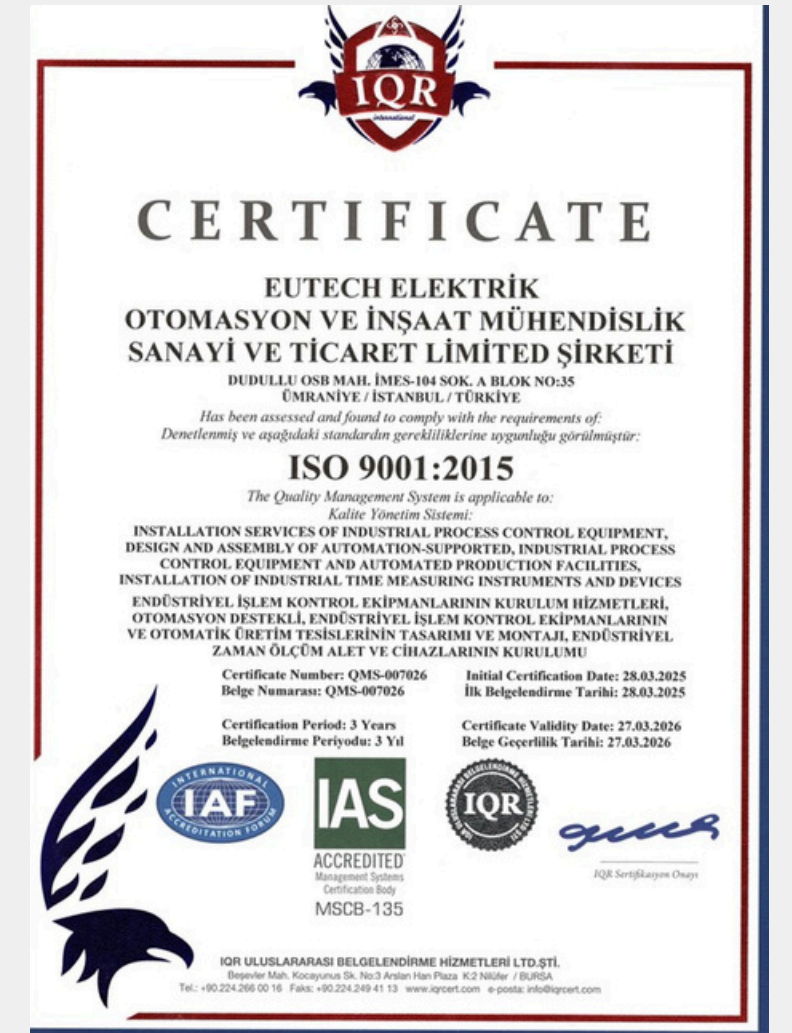 IQR
international
CERTIFICATE
EUTECH ELEKTRİK
OTOMASYON VE İNŞAAT MÜHENDİSLİK
SANAYİ VE TİCARET LİMİTED ŞİRKETİ
DUDULLU OSB MAH. İMES-104 SOK. A BLOK NO:35
ÜMRANİYE / İSTANBUL / TÜRKİYE
Has been assessed and found to comply with the requirements of:
Denetlenmiş ve aşağıdaki standardın gerekliliklerine uygunluğu görülmüştür:
ISO 9001:2015
The Quality Management System is applicable to:
Kalite Yönetim Sistemi:
INSTALLATION SERVICES OF INDUSTRIAL PROCESS CONTROL EQUIPMENT,
DESIGN AND ASSEMBLY OF AUTOMATION-SUPPORTED, INDUSTRIAL PROCESS
CONTROL EQUIPMENT AND AUTOMATED PRODUCTION FACILITIES,
INSTALLATION OF INDUSTRIAL TIME MEASURING INSTRUMENTS AND DEVICES
ENDÜSTRİYEL İŞLEM KONTROL EKİPMANLARININ KURULUM HİZMETLERİ,
OTOMASYON DESTEKLİ, ENDÜSTRİYEL İŞLEM KONTROL EKİPMANLARININ
VE OTOMATİK ÜRETİM TESİSLERİNİN TASARIMI VE MONTAJI, ENDÜSTRİYEL
ZAMAN ÖLÇÜM ALET VE CİHAZLARININ KURULUMU
Certificate Number: QMS-007026 Initial Certification Date: 28.03.2025
Belge Numarası: QMS-007026 İlk Belgelendirme Tarihi: 28.03.2025
Certification Period: 3 Years Certificate Validity Date: 27.03.2026
Belgelendirme Periyodu: 3 Yıl Belge Geçerlilik Tarihi: 27.03.2026
INTERNATIONAL
IAF
ACCREDITATION FORUM
IAS
ACCREDITED
Management Systems
Certification Body
MSCB-135
IQR
IQR Sertifikasyon Onayı
IQR ULUSLARARASI BELGELENDİRME HİZMETLERİ LTD.ŞTİ.
Beşevler Mah. Kocayunus Sk. No:3 Arslan Han Plaza K:2 Nilüfer / BURSA
Tel.: +90.224.266 00 16 Faks: +90.224.249 41 13 www.iqrcert.com e-posta: info@iqrcert.com